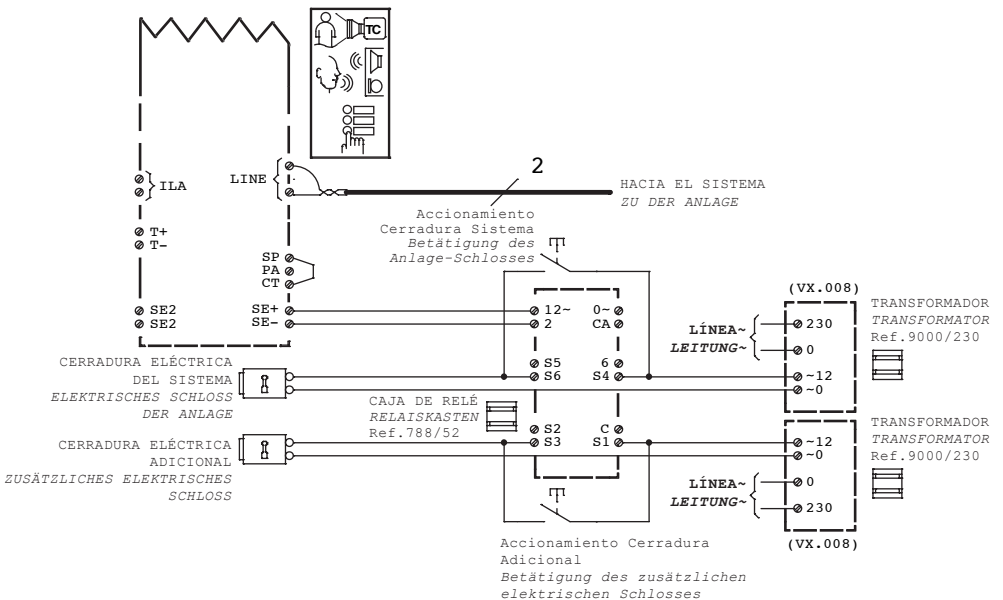 TC
ILA
LINE
2
HACIA EL SISTEMA
ZU DER ANLAGE
Accionamiento
Cerradura Sistema
Betätigung des
Anlage-Schlosses
T+
T-
SP
PA
CT
SE2
SE2
SE+
SE-
12~
2
0~
CA
S5
S6
6
S4
S2
S3
C
S1
CERRADURA ELÉCTRICA
DEL SISTEMA
ELEKTRISCHES SCHLOSS
DER ANLAGE
CAJA DE RELÉ
RELAISKASTEN
Ref.788/52
CERRADURA ELÉCTRICA
ADICIONAL
ZUSÄTZLICHES ELEKTRISCHES
SCHLOSS
(VX.008)
LÍNEA~
LEITUNG~
230
0
~12
~0
TRANSFORMADOR
TRANSFORMATOR
Ref.9000/230
~12
~0
LÍNEA~
LEITUNG~
0
230
(VX.008)
TRANSFORMADOR
TRANSFORMATOR
Ref.9000/230
Accionamiento Cerradura
Adicional
Betätigung des zusätzlichen
elektrischen Schlosses